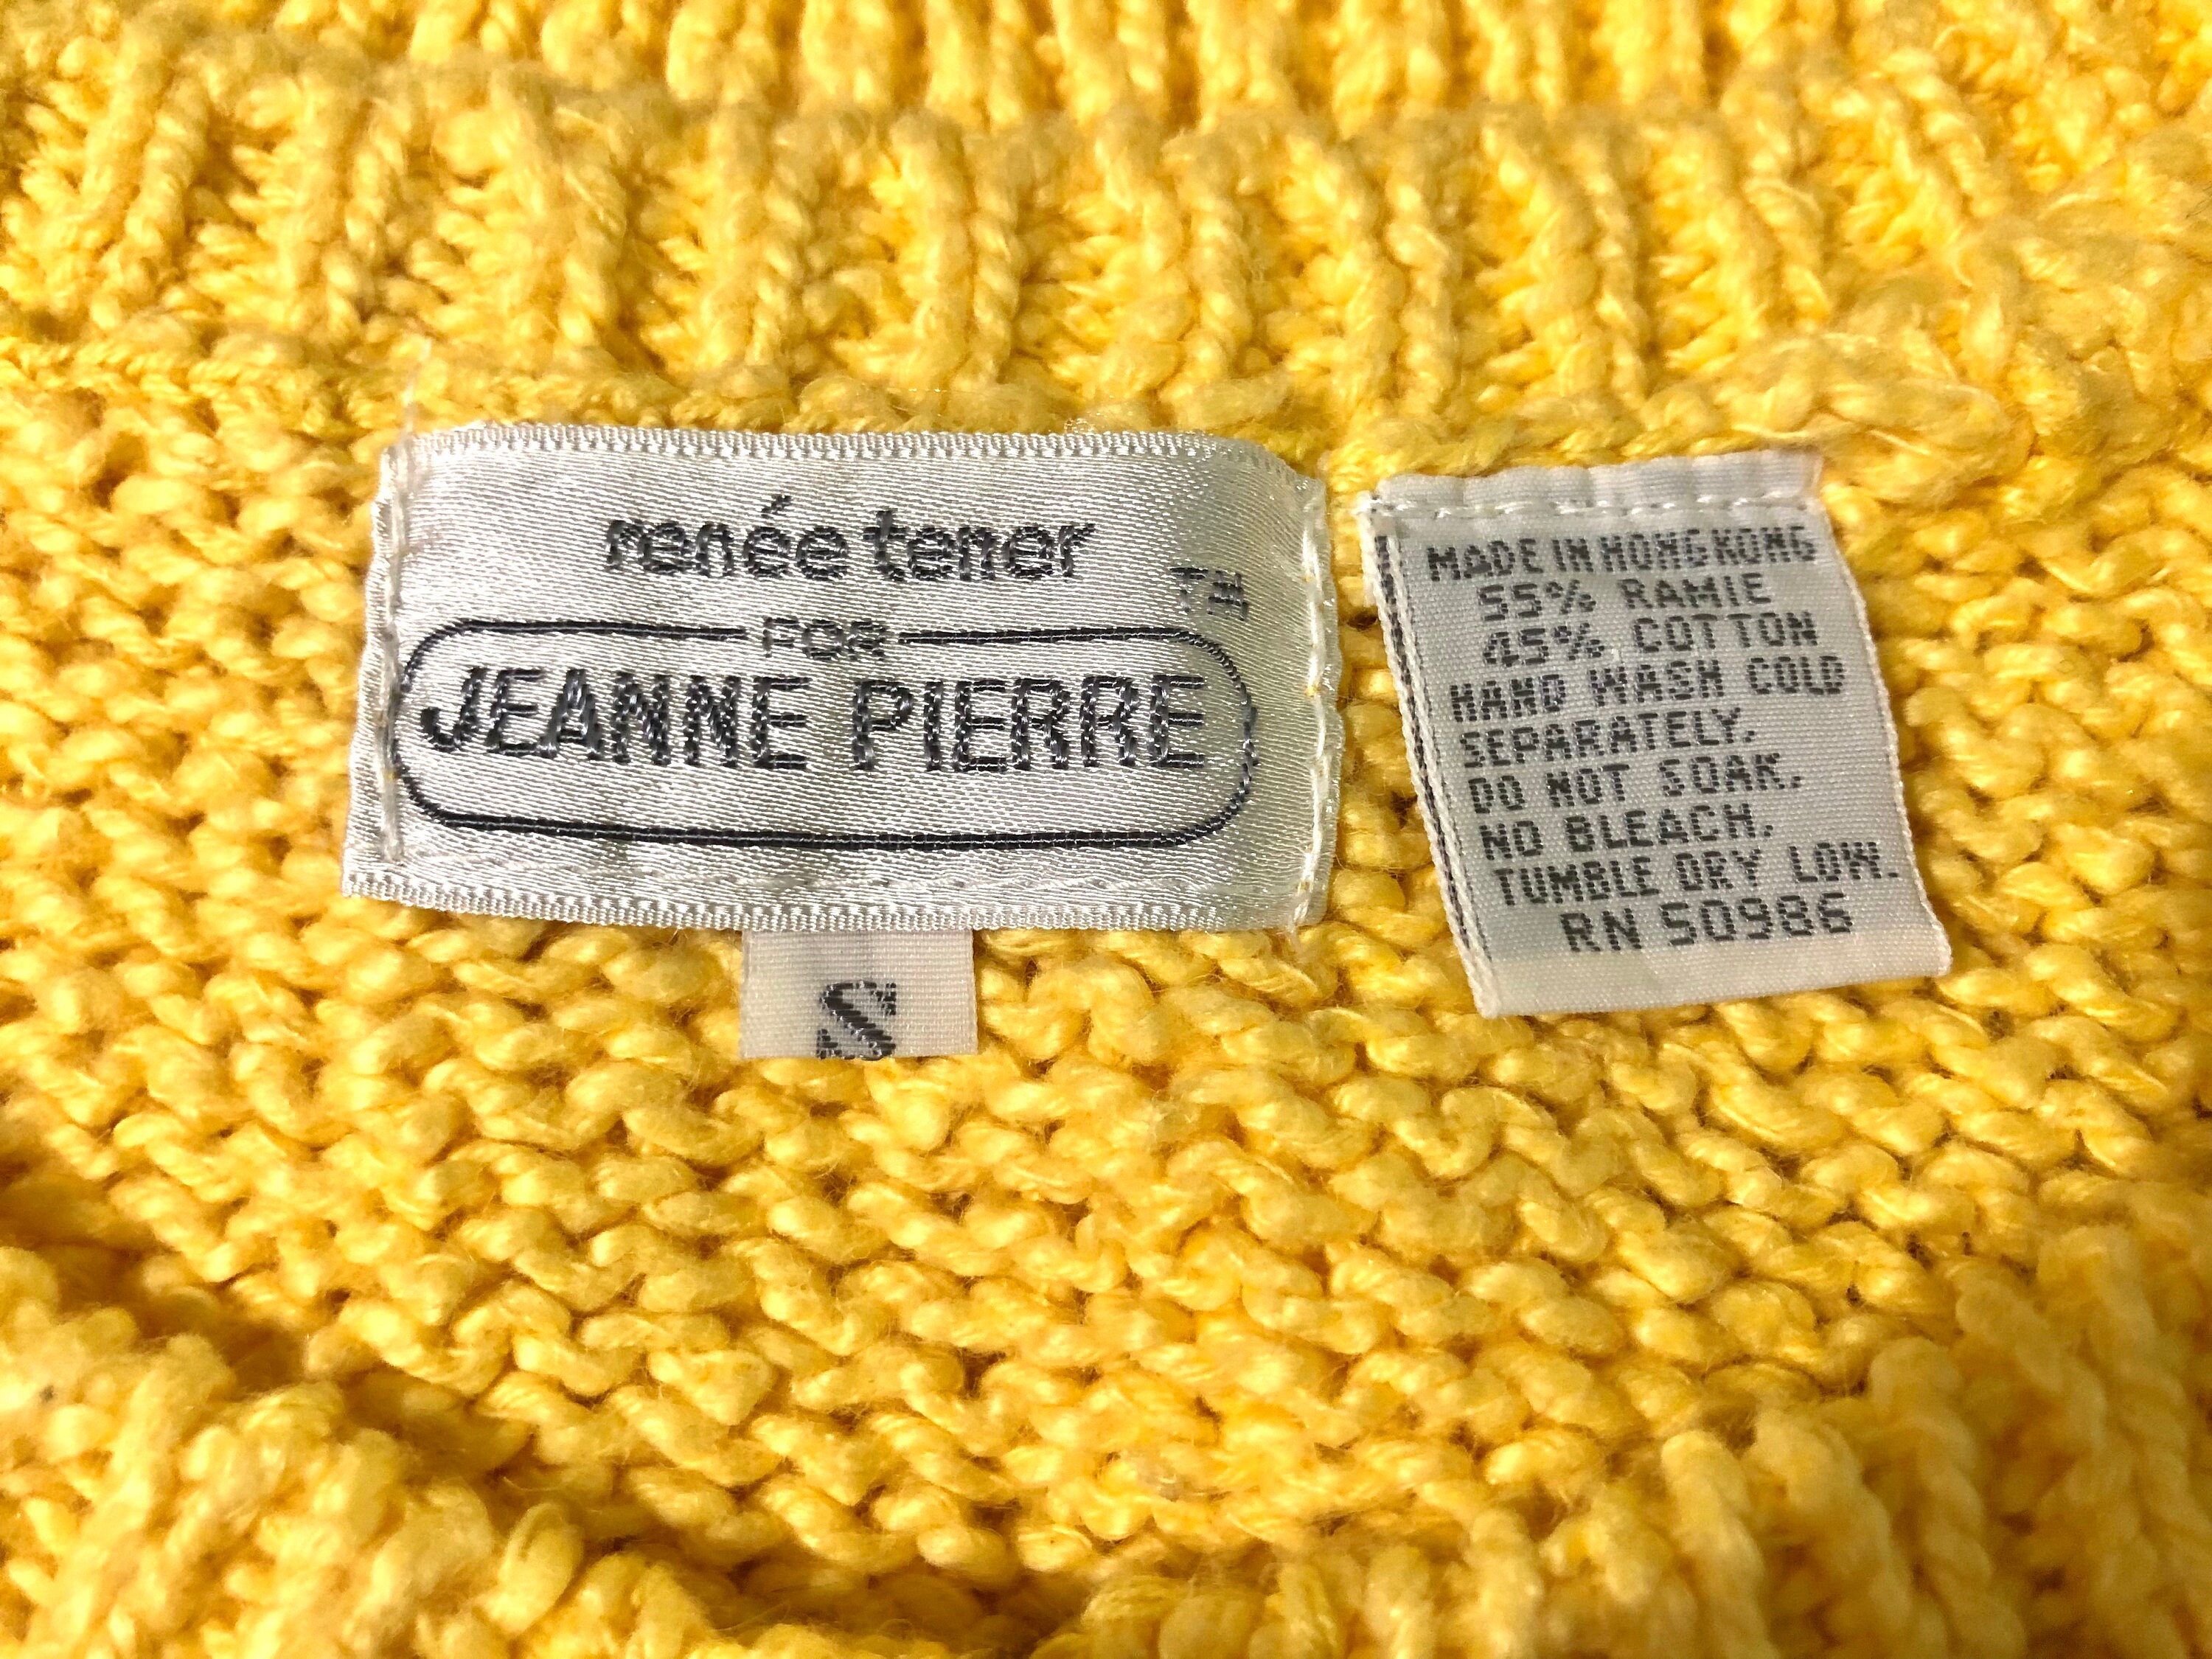 renée tener
TM
FOR
JEANNE PIERRE
S
MADE IN HONG KONG
55% RAMIE
45% COTTON
HAND WASH COLD
SEPARATELY.
DO NOT SOAK.
NO BLEACH.
TUMBLE DRY LOW.
RN 50986